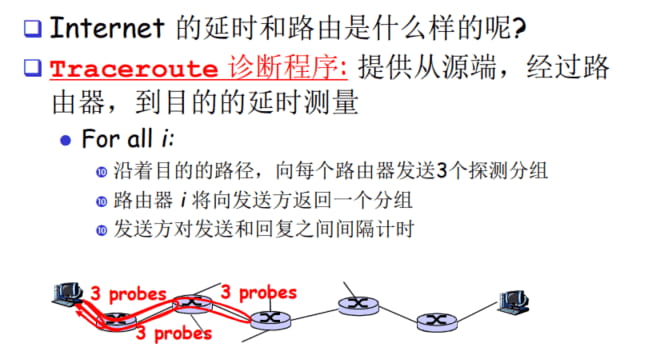 Internet 的延时和路由是什么样的呢?
Traceroute 诊断程序: 提供从源端，经过路
由器，到目的的延时测量
For all i:
沿着目的的路径，向每个路由器发送3个探测分组
路由器 i 将向发送方返回一个分组
发送方对发送和回复之间间隔计时
3 probes
3 probes
3 probes